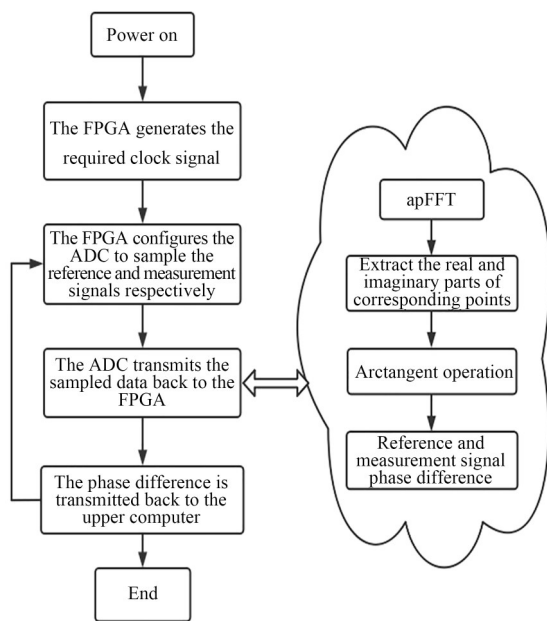 Power on
The FPGA generates the
required clock signal
The FPGA configures the
ADC to sample the
reference and measurement
signals respectively
The ADC transmits the
sampled data back to the
FPGA
The phase difference is
transmitted back to the
upper computer
End
apFFT
Extract the real and
imaginary parts of
corresponding points
Arctangent operation
Reference and
measurement signal
phase difference